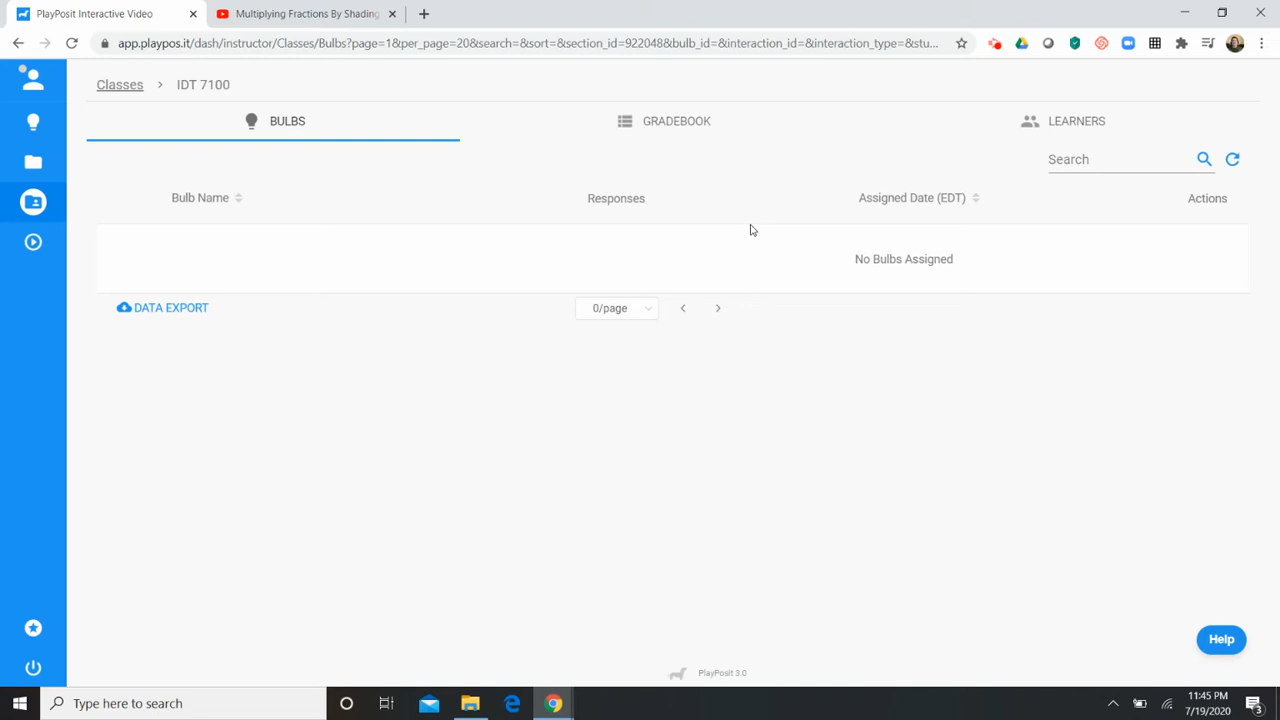 PlayPosit Interactive Video
Multiplying Fractions By Shading
app.playpos.it/dash/instructor/Classes/Bulbs?page=1&per_page=20&search=&sort=&section_id=922048&bulb_id=&interaction_id=&interaction_type=&stu...
Classes > IDT 7100
BULBS GRADEBOOK LEARNERS
Search
Bulb Name Responses Assigned Date (EDT) Actions
No Bulbs Assigned
DATA EXPORT 0/page < >
Help
PlayPosit 3.0
Type here to search
11:45 PM
7/19/2020
3